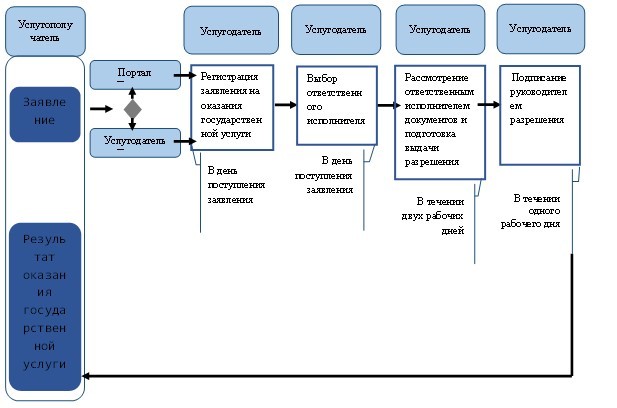 Услугополу
чатель
Услугодатель
Услугодатель
Услугодатель
Услугодатель
Заявле
ние
Портал
Услугодатель
Регистрация
заявления на
оказания
государствен
ной услуги
Выбор
ответственн
ого
исполнителя
Рассмотрение
ответственным
исполнителем
документов и
подготовка
выдачи
разрешения
Подписание
руководител
ем
разрешения
В день
поступления
заявления
В день
поступления
заявления
В течении
двух рабочих
дней
В течении
одного
рабочего дня
Резуль
тат
оказан
ия
госуда
рствен
ной
услуги